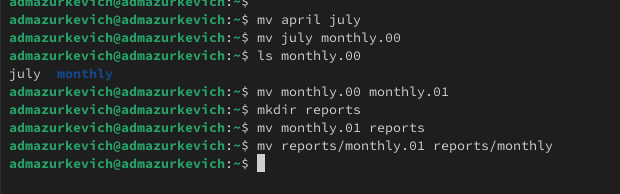 admazurkevich@admazurkevich:~$
admazurkevich@admazurkevich:~$ mv april july
admazurkevich@admazurkevich:~$ mv july monthly.00
admazurkevich@admazurkevich:~$ ls monthly.00
july  monthly
admazurkevich@admazurkevich:~$ mv monthly.00 monthly.01
admazurkevich@admazurkevich:~$ mkdir reports
admazurkevich@admazurkevich:~$ mv monthly.01 reports
admazurkevich@admazurkevich:~$ mv reports/monthly.01 reports/monthly
admazurkevich@admazurkevich:~$